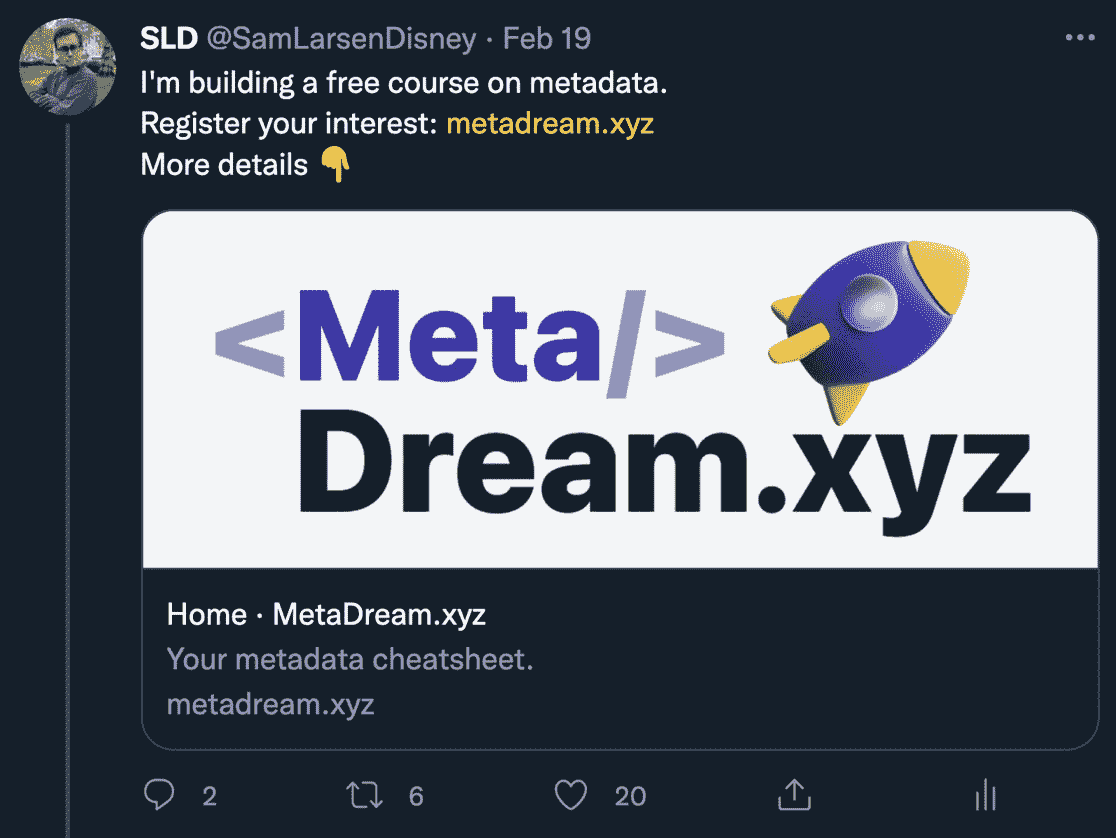 SLD @SamLarsenDisney · Feb 19
I'm building a free course on metadata.
Register your interest: metadream.xyz
More details 👇
<Meta/>
Dream.xyz
Home · MetaDream.xyz
Your metadata cheatsheet.
metadream.xyz
2 6 20